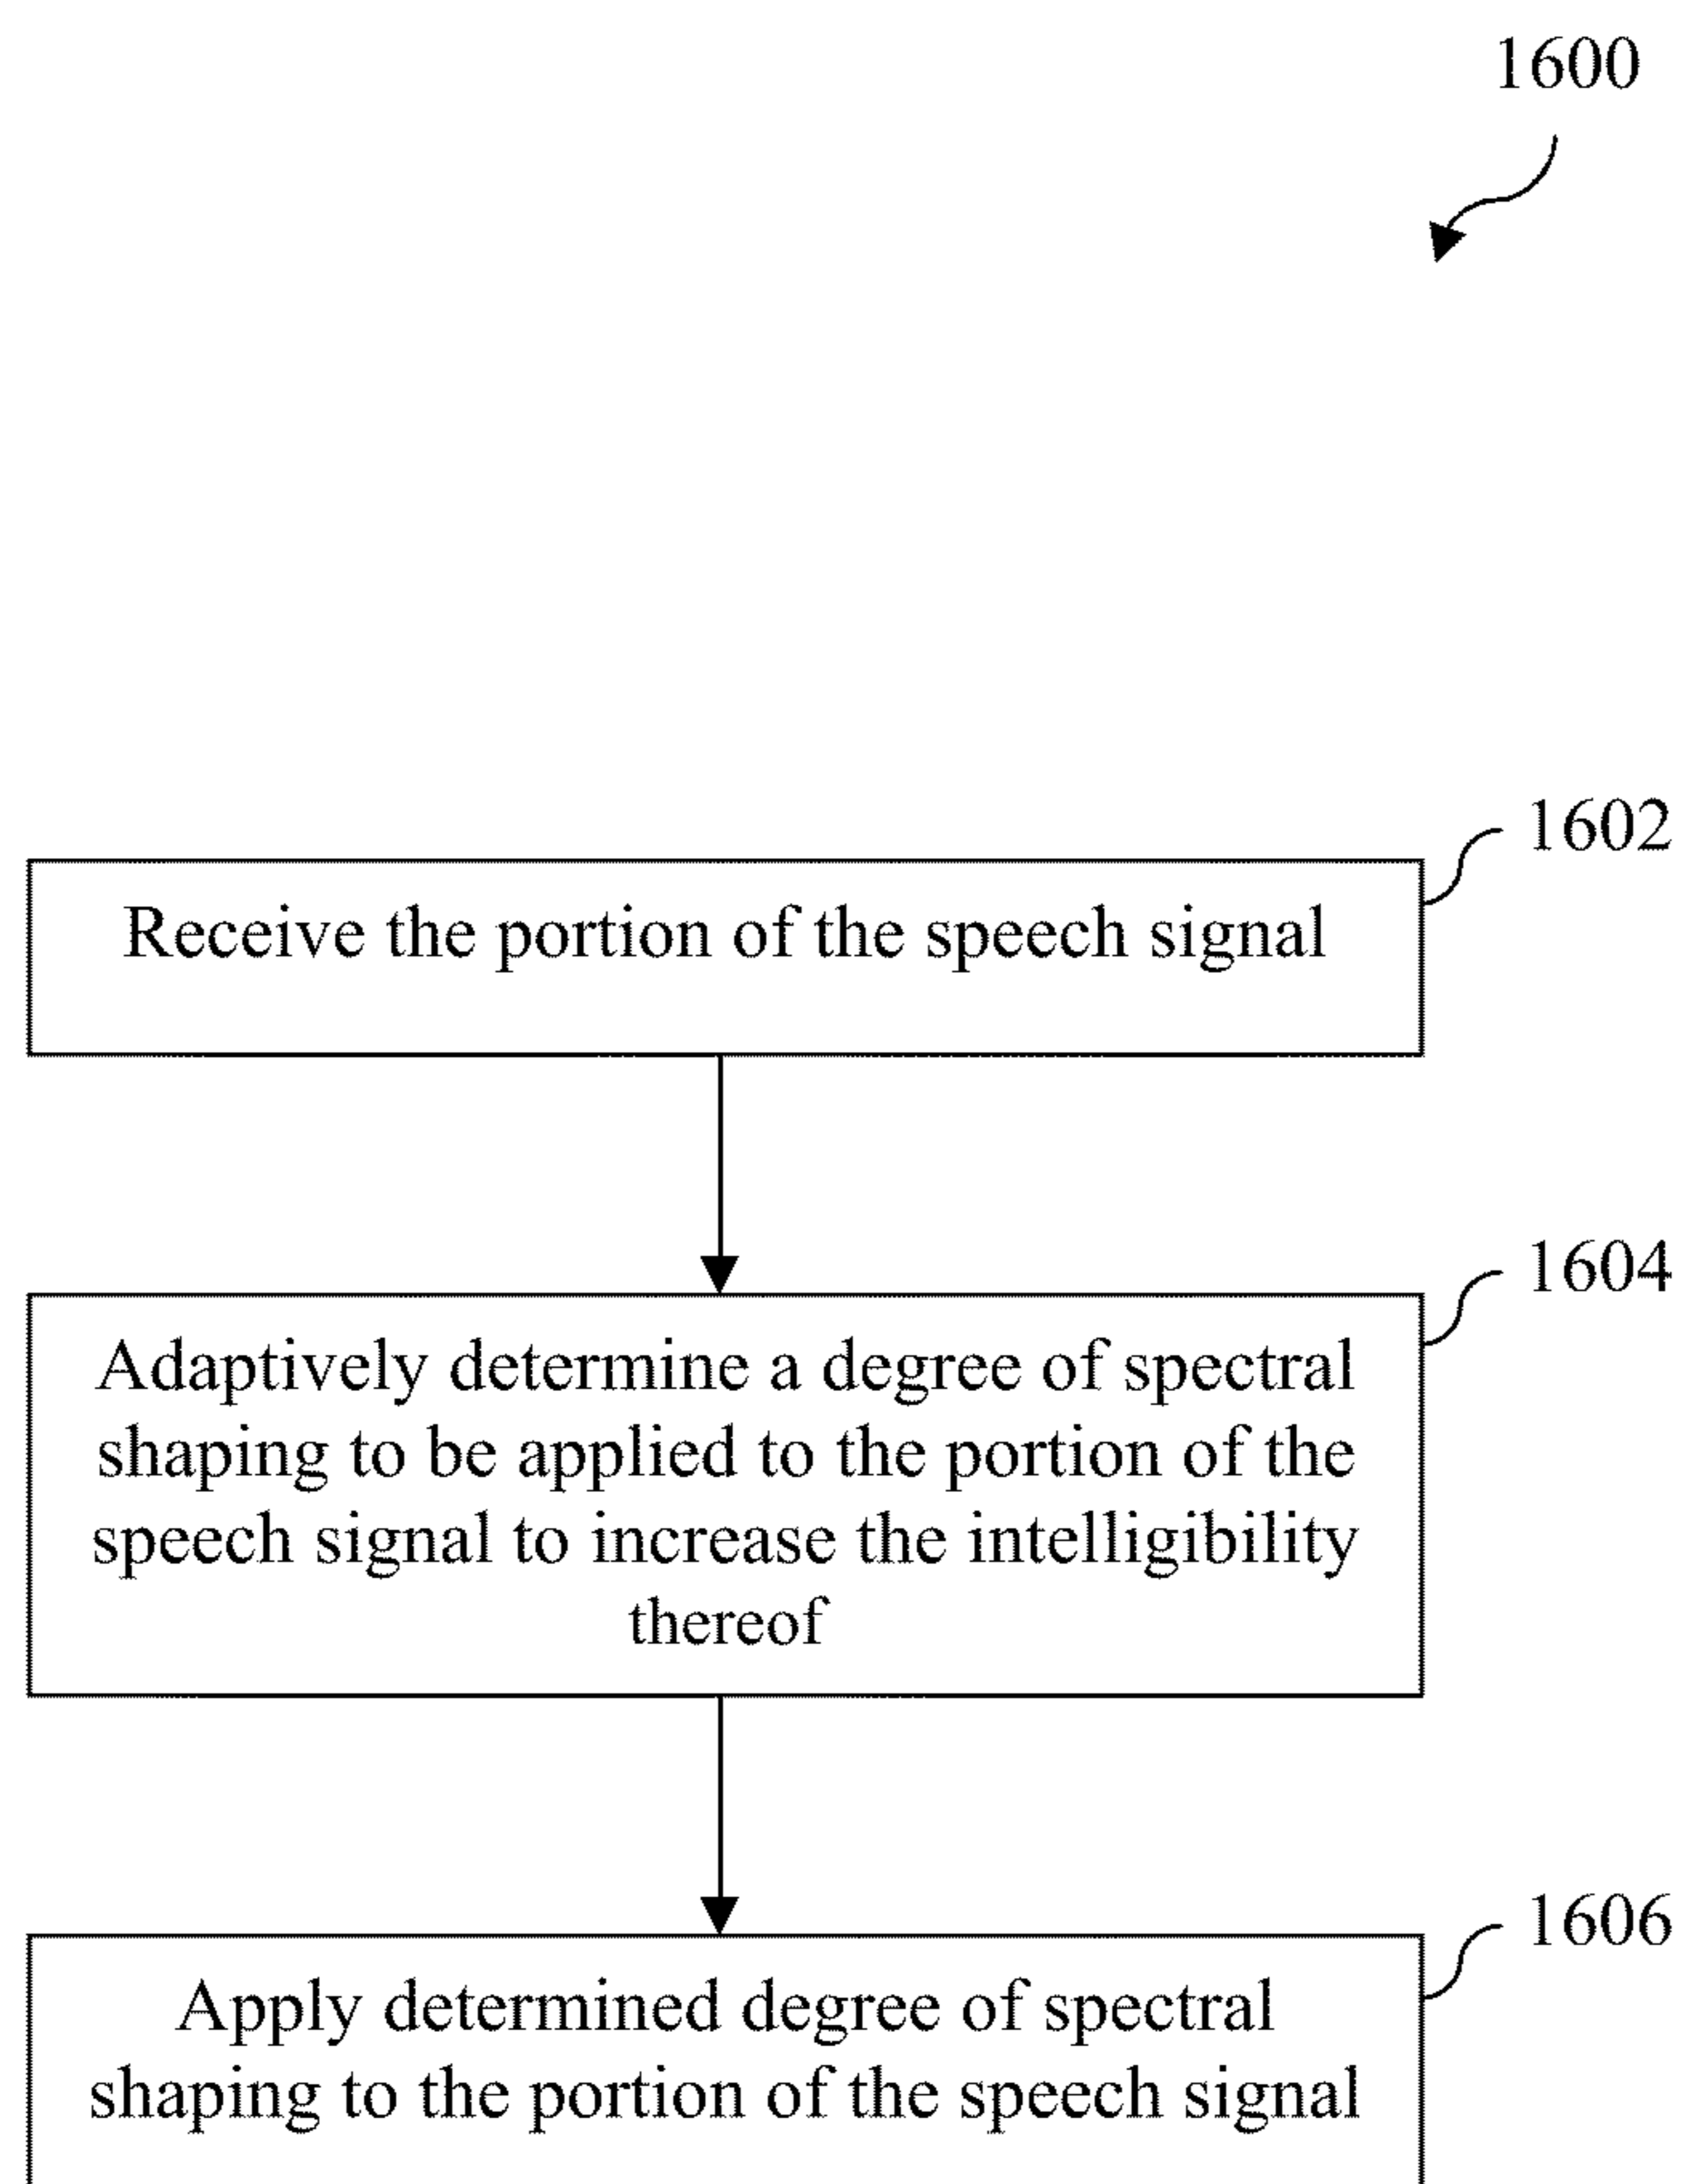 1600
1602
Receive the portion of the speech signal
1604
Adaptively determine a degree of spectral
shaping to be applied to the portion of the
speech signal to increase the intelligibility
thereof
1606
Apply determined degree of spectral
shaping to the portion of the speech signal